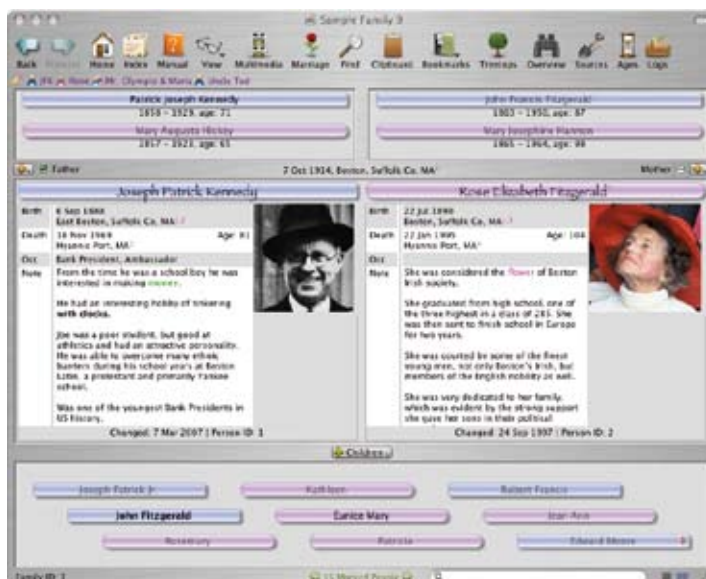 Sample Family 9
Back Home Index Manual View Multimedia Marriage Find Clipboard Bookmarks Trimings Overview Sources Ages Logs
JFK Rose Mr. Olympic & Maria Uncle Ted
Patrick Joseph Kennedy
1858 - 1929, age: 71
Mary Augusta Hickey
1857 - 1923, age: 65
John Francis Fitzgerald
1863 - 1950, age: 87
Mary Josephine Hannon
1865 - 1964, age: 98
Father 7 Oct 1914, Boston, Suffolk Co, MA Mother
Joseph Patrick Kennedy
Birth 6 Sep 1888
East Boston, Suffolk Co, MA
Death 18 Nov 1969 Age: 81
Hyannis Port, MA
Occ Bank President, Ambassador
Note From the time he was a school boy he was
interested in making money.
He had an interesting hobby of tinkering
with clocks.
Joe was a poor student, but good at
athletics and had an attractive personality.
He was able to overcome many ethnic
banters during his school years at Boston
Latin, a protestant and primarily Yankee
school.
Was one of the youngest Bank Presidents in
US history.
Changed: 7 Mar 2007 | Person ID: 1
Rose Elizabeth Fitzgerald
Birth 22 Jul 1890
Boston, Suffolk Co, MA
Death 22 Jan 1995 Age: 104
Hyannis Port, MA
Occ
Note She was considered the flower of Boston
Irish society.
She graduated from high school, one of
the three highest in a class of 285. She
was then sent to finish school in Europe
for two years.
She was courted by some of the finest
young men, not only Boston's Irish, but
members of the English nobility as well.
She was very dedicated to her family,
which was evident by the strong support
she gave her sons in their political
Changed: 24 Sep 1997 | Person ID: 2
Children
Joseph Patrick Jr. Kathleen Robert Francis
John Fitzgerald Eunice Mary Jean Ann
Rosemary Patricia Edward Moore
Family ID: 1